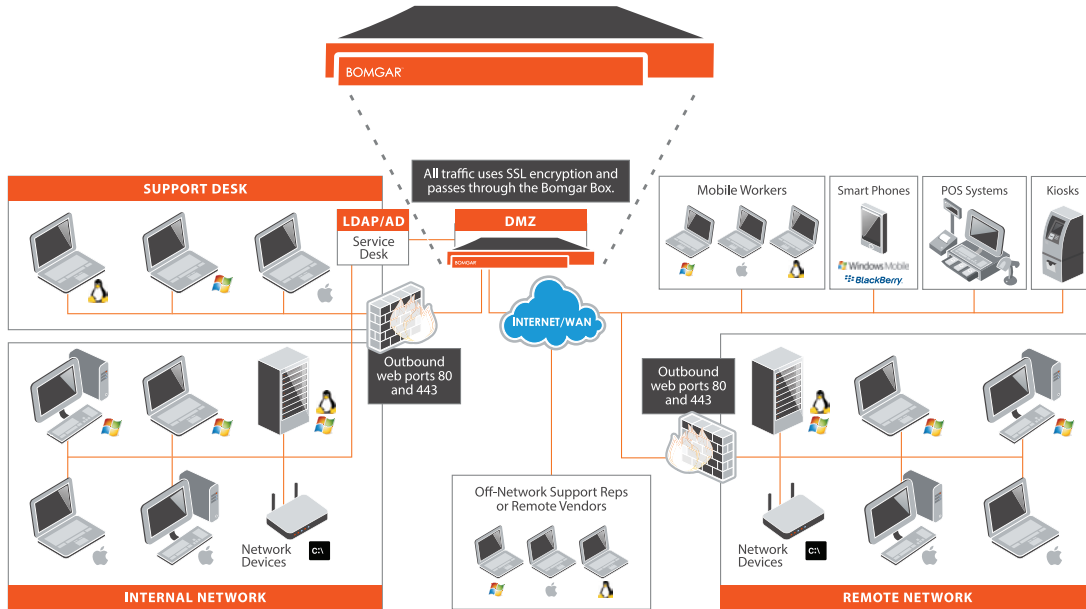 BOMGAR
All traffic uses SSL encryption and
passes through the Bomgar Box.
SUPPORT DESK
LDAP/AD
Service
Desk
DMZ
BOMGAR
Mobile Workers
Smart Phones
Windows Mobile
BlackBerry
POS Systems
Kiosks
INTERNET/WAN
Outbound
web ports 80
and 443
Outbound
web ports 80
and 443
Off-Network Support Reps
or Remote Vendors
Network
Devices
C:\
INTERNAL NETWORK
Network
Devices
C:\
REMOTE NETWORK